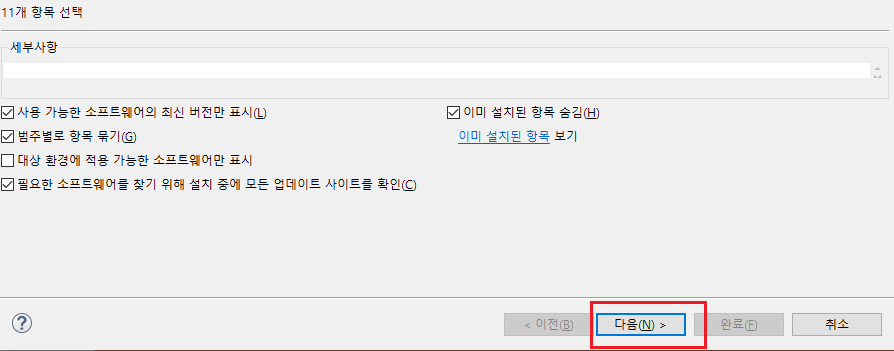 11개 항목 선택
세부사항
사용 가능한 소프트웨어의 최신 버전만 표시(L)
이미 설치된 항목 숨김(H)
범주별로 항목 묶기(G)
이미 설치된 항목 보기
대상 환경에 적용 가능한 소프트웨어만 표시
필요한 소프트웨어를 찾기 위해 설치 중에 모든 업데이트 사이트를 확인(C)
? < 이전(B) 다음(N) > 완료(F) 취소